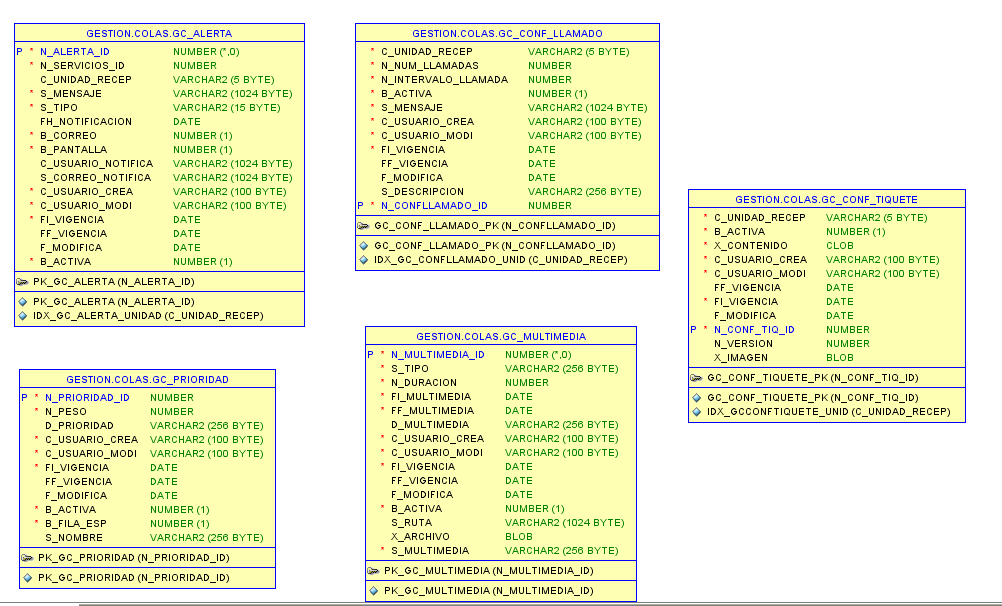 GESTION.COLAS.GC_ALERTA
P * N_ALERTA_ID NUMBER (*,0)
* N_SERVICIOS_ID NUMBER
C_UNIDAD_RECEP VARCHAR2 (5 BYTE)
* S_MENSAJE VARCHAR2 (1024 BYTE)
* S_TIPO VARCHAR2 (15 BYTE)
FH_NOTIFICACION DATE
* B_CORREO NUMBER (1)
* B_PANTALLA NUMBER (1)
C_USUARIO_NOTIFICA VARCHAR2 (1024 BYTE)
S_CORREO_NOTIFICA VARCHAR2 (1024 BYTE)
* C_USUARIO_CREA VARCHAR2 (100 BYTE)
* C_USUARIO_MODI VARCHAR2 (100 BYTE)
* FI_VIGENCIA DATE
FF_VIGENCIA DATE
F_MODIFICA DATE
* B_ACTIVA NUMBER (1)
PK_GC_ALERTA (N_ALERTA_ID)
PK_GC_ALERTA (N_ALERTA_ID)
IDX_GC_ALERTA_UNIDAD (C_UNIDAD_RECEP)
GESTION.COLAS.GC_CONF_LLAMADO
* C_UNIDAD_RECEP VARCHAR2 (5 BYTE)
* N_NUM_LLAMADAS NUMBER
* N_INTERVALO_LLAMADA NUMBER
* B_ACTIVA NUMBER (1)
* S_MENSAJE VARCHAR2 (1024 BYTE)
* C_USUARIO_CREA VARCHAR2 (100 BYTE)
* C_USUARIO_MODI VARCHAR2 (100 BYTE)
* FI_VIGENCIA DATE
FF_VIGENCIA DATE
F_MODIFICA DATE
S_DESCRIPCION VARCHAR2 (256 BYTE)
P * N_CONFLLAMADO_ID NUMBER
GC_CONF_LLAMADO_PK (N_CONFLLAMADO_ID)
GC_CONF_LLAMADO_PK (N_CONFLLAMADO_ID)
IDX_GC_CONFLLAMADO_UNID (C_UNIDAD_RECEP)
GESTION.COLAS.GC_CONF_TIQUETE
* C_UNIDAD_RECEP VARCHAR2 (5 BYTE)
* B_ACTIVA NUMBER (1)
* X_CONTENIDO CLOB
* C_USUARIO_CREA VARCHAR2 (100 BYTE)
* C_USUARIO_MODI VARCHAR2 (100 BYTE)
FF_VIGENCIA DATE
* FI_VIGENCIA DATE
F_MODIFICA DATE
P * N_CONF_TIQ_ID NUMBER
N_VERSION NUMBER
X_IMAGEN BLOB
GC_CONF_TIQUETE_PK (N_CONF_TIQ_ID)
GC_CONF_TIQUETE_PK (N_CONF_TIQ_ID)
IDX_GCCONFTIQUETE_UNID (C_UNIDAD_RECEP)
GESTION.COLAS.GC_PRIORIDAD
P * N_PRIORIDAD_ID NUMBER
* N_PESO NUMBER
D_PRIORIDAD VARCHAR2 (256 BYTE)
* C_USUARIO_CREA VARCHAR2 (100 BYTE)
* C_USUARIO_MODI VARCHAR2 (100 BYTE)
* FI_VIGENCIA DATE
FF_VIGENCIA DATE
F_MODIFICA DATE
* B_ACTIVA NUMBER (1)
* B_FILA_ESP NUMBER (1)
S_NOMBRE VARCHAR2 (256 BYTE)
PK_GC_PRIORIDAD (N_PRIORIDAD_ID)
PK_GC_PRIORIDAD (N_PRIORIDAD_ID)
GESTION.COLAS.GC_MULTIMEDIA
P * N_MULTIMEDIA_ID NUMBER (*,0)
* S_TIPO VARCHAR2 (256 BYTE)
* N_DURACION NUMBER
* FI_MULTIMEDIA DATE
* FF_MULTIMEDIA DATE
D_MULTIMEDIA VARCHAR2 (256 BYTE)
* C_USUARIO_CREA VARCHAR2 (100 BYTE)
* C_USUARIO_MODI VARCHAR2 (100 BYTE)
* FI_VIGENCIA DATE
FF_VIGENCIA DATE
F_MODIFICA DATE
* B_ACTIVA NUMBER (1)
S_RUTA VARCHAR2 (1024 BYTE)
X_ARCHIVO BLOB
* S_MULTIMEDIA VARCHAR2 (256 BYTE)
PK_GC_MULTIMEDIA (N_MULTIMEDIA_ID)
PK_GC_MULTIMEDIA (N_MULTIMEDIA_ID)